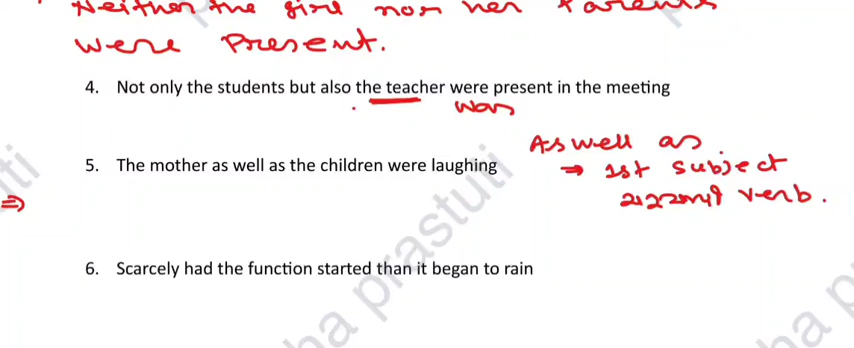 Neither the girl nor her Parents
were Present.
4. Not only the students but also the teacher were present in the meeting
was
As well as
5. The mother as well as the children were laughing
→ 1st subject
verb.
⇒
6. Scarcely had the function started than it began to rain